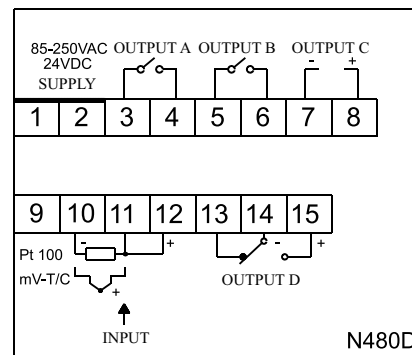 85-250VAC OUTPUT A OUTPUT B OUTPUT C
24VDC - +
SUPPLY
1 2 3 4 5 6 7 8
9 10 11 12 13 14 15
Pt 100 - + - +
mV-T/C + OUTPUT D
INPUT
N480D